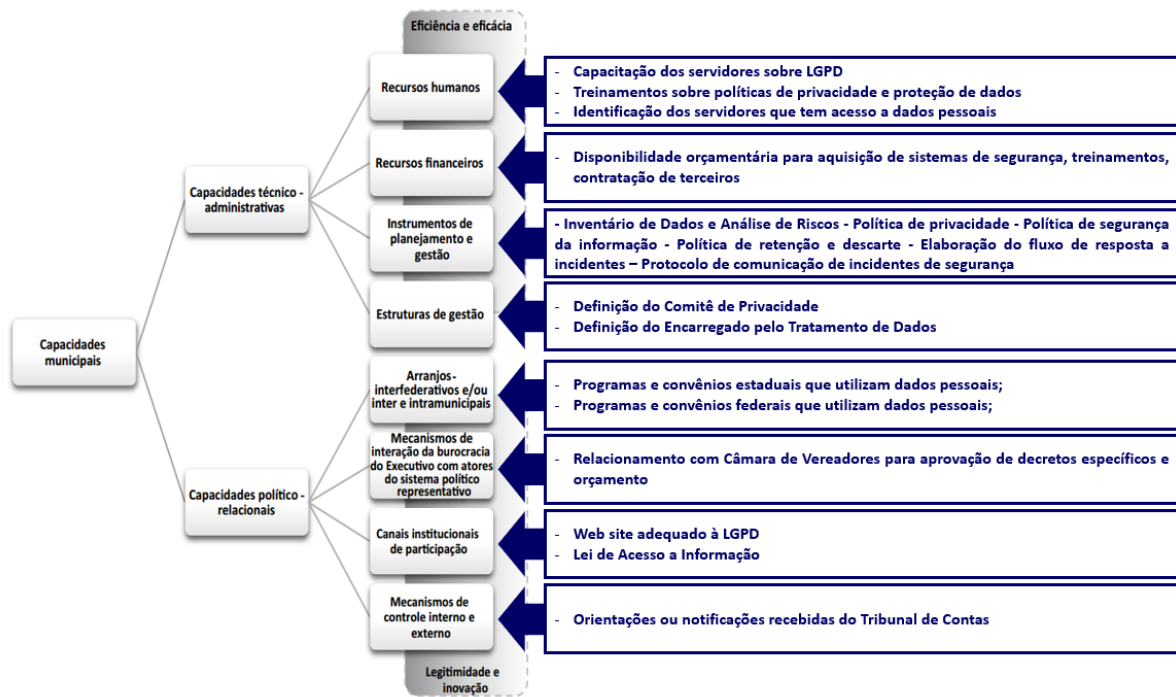 Eficiência e eficácia
Recursos humanos
- Capacitação dos servidores sobre LGPD
- Treinamentos sobre políticas de privacidade e proteção de dados
- Identificação dos servidores que tem acesso a dados pessoais
Recursos financeiros
- Disponibilidade orçamentária para aquisição de sistemas de segurança, treinamentos,
contratação de terceiros
Capacidades técnico -
administrativas
Instrumentos de
planejamento e
gestão
- Inventário de Dados e Análise de Riscos - Política de privacidade - Política de segurança
da informação - Política de retenção e descarte - Elaboração do fluxo de resposta a
incidentes – Protocolo de comunicação de incidentes de segurança
Estruturas de gestão
- Definição do Comitê de Privacidade
- Definição do Encarregado pelo Tratamento de Dados
Capacidades
municipais
Arranjos-
interfederativos e/ou
inter e intramunicipais
- Programas e convênios estaduais que utilizam dados pessoais;
- Programas e convênios federais que utilizam dados pessoais;
Mecanismos de
interação da burocracia
do Executivo com atores
do sistema político
representativo
- Relacionamento com Câmara de Vereadores para aprovação de decretos específicos e
orçamento
Capacidades político -
relacionais
Canais institucionais
de participação
- Web site adequado à LGPD
- Lei de Acesso a Informação
Mecanismos de
controle interno e
externo
- Orientações ou notificações recebidas do Tribunal de Contas
Legitimidade e
inovação